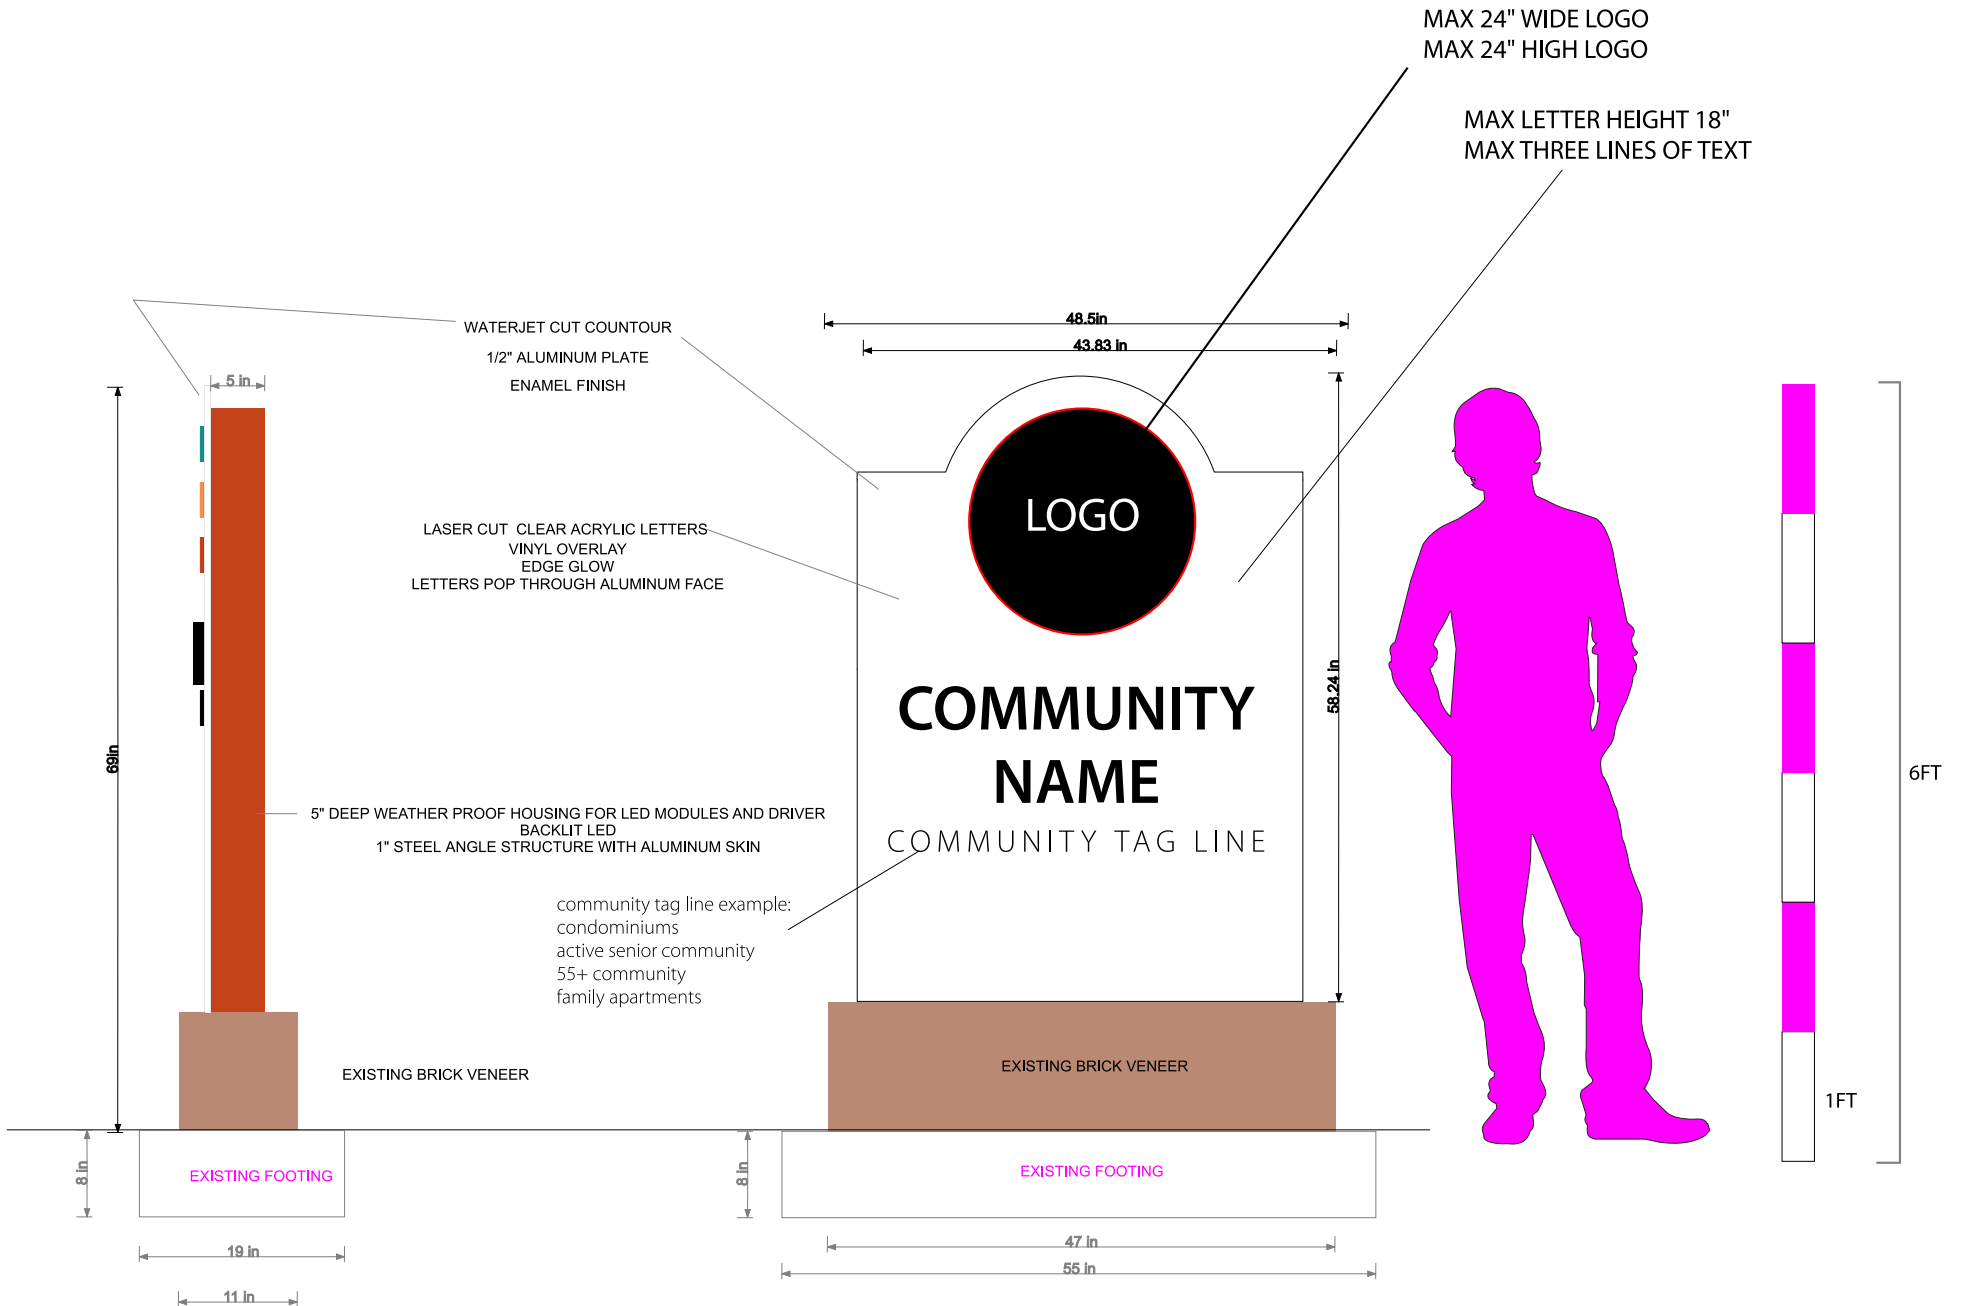 MAX 24" WIDE LOGO
MAX 24" HIGH LOGO
MAX LETTER HEIGHT 18"
MAX THREE LINES OF TEXT
48.5in
43.83 in
WATERJET CUT COUNTOUR
1/2" ALUMINUM PLATE
ENAMEL FINISH
5 in
LOGO
LASER CUT CLEAR ACRYLIC LETTERS
VINYL OVERLAY
EDGE GLOW
LETTERS POP THROUGH ALUMINUM FACE
58.24 in
COMMUNITY
NAME
COMMUNITY TAG LINE
69in
6FT
5" DEEP WEATHER PROOF HOUSING FOR LED MODULES AND DRIVER
BACKLIT LED
1" STEEL ANGLE STRUCTURE WITH ALUMINUM SKIN
community tag line example:
condominiums
active senior community
55+ community
family apartments
EXISTING BRICK VENEER
EXISTING BRICK VENEER
1FT
8 in
EXISTING FOOTING
8 in
EXISTING FOOTING
19 in
47 in
55 in
11 in